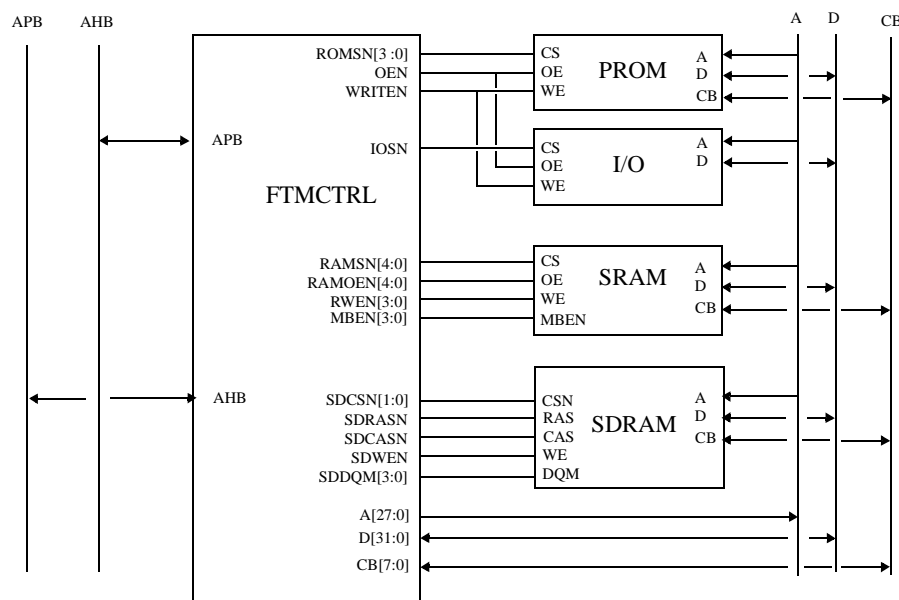 APB AHB A D CB
ROMSN[3 :0]
OEN
WRITEN
CS
OE
WE
PROM
A
D
CB
APB
IOSN
CS
OE
WE
I/O
A
D
FTMCTRL
RAMSN[4:0]
RAMOEN[4:0]
RWEN[3:0]
MBEN[3:0]
CS
OE
WE
MBEN
SRAM
A
D
CB
AHB
SDCSN[1:0]
SDRASN
SDCASN
SDWEN
SDDQM[3:0]
CSN
RAS
CAS
WE
DQM
SDRAM
A
D
CB
A[27:0]
D[31:0]
CB[7:0]